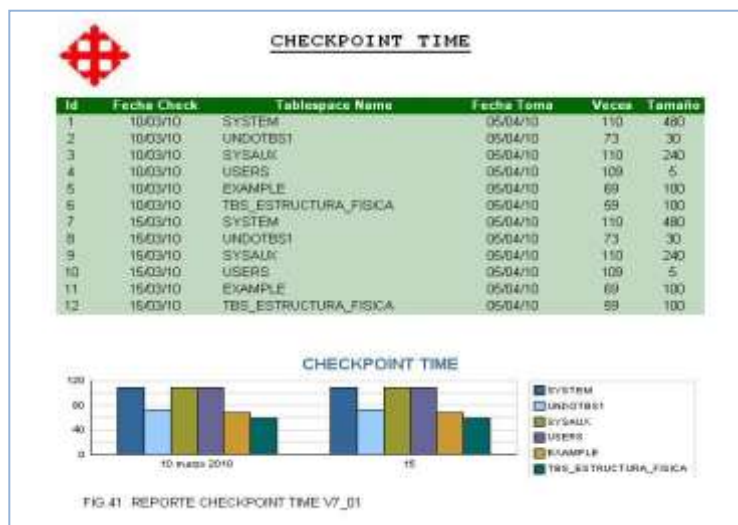 CHECKPOINT TIME
Id Fecha Check Tablespace Name Fecha Toma Veces Tamaño
1 10/03/10 SYSTEM 05/04/10 110 480
2 10/03/10 UNDOTBS1 05/04/10 73 30
3 10/03/10 SYSAUX 05/04/10 110 240
4 10/03/10 USERS 05/04/10 109 5
5 10/03/10 EXAMPLE 05/04/10 69 100
6 10/03/10 TBS_ESTRUCTURA_FISICA 05/04/10 59 100
7 15/03/10 SYSTEM 05/04/10 110 480
8 15/03/10 UNDOTBS1 05/04/10 73 30
9 15/03/10 SYSAUX 05/04/10 110 240
10 15/03/10 USERS 05/04/10 109 5
11 15/03/10 EXAMPLE 05/04/10 69 100
12 15/03/10 TBS_ESTRUCTURA_FISICA 05/04/10 59 100
CHECKPOINT TIME
120
80
40
0
10 marzo 2010
15
SYSTEM
UNDOTBS1
SYSAUX
USERS
EXAMPLE
TBS_ESTRUCTURA_FISICA
FIG.41 REPORTE CHECKPOINT TIME V7_01